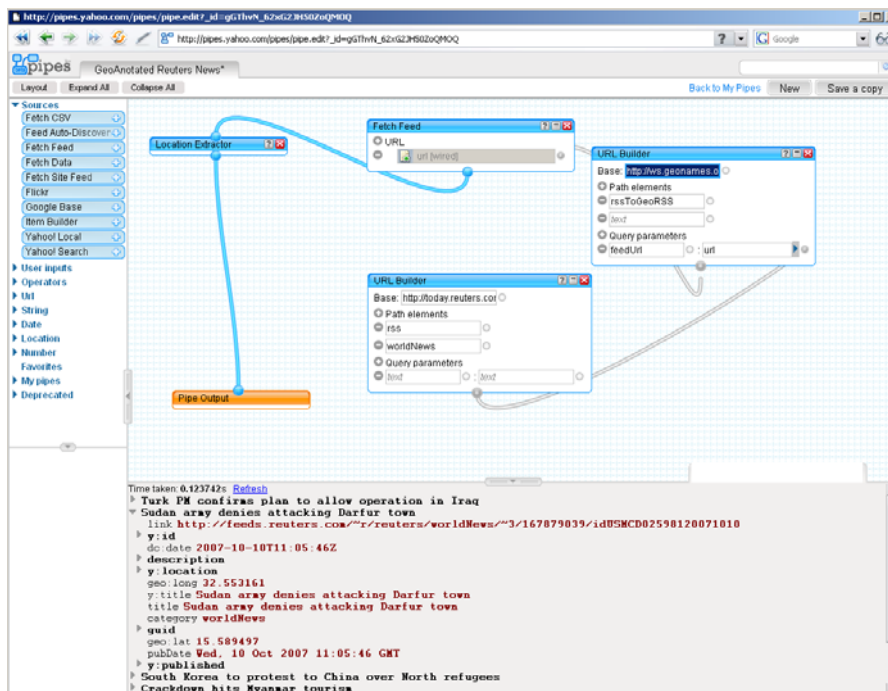 http://pipes.yahoo.com/pipes/pipe.edit?_id=gGThvN_62xG2JHS0ZoQMOQ
http://pipes.yahoo.com/pipes/pipe.edit?_id=gGThvN_62xG2JHS0ZoQMOQ
? G Google
pipes GeoAnotated Reuters News*
Layout Expand All Collapse All Back to My Pipes New Save a copy
Sources
Fetch CSV
Feed Auto-Discover
Fetch Feed
Fetch Data
Fetch Site Feed
Flickr
Google Base
Item Builder
Yahoo! Local
Yahoo! Search
User inputs
Operators
Url
String
Date
Location
Number
Favorites
My pipes
Deprecated
Location Extractor
Fetch Feed
URL
url [wired]
URL Builder
Base: http://ws.geonames.o
Path elements
rssToGeoRSS
text
Query parameters
feedUrl : url
URL Builder
Base: http://today.reuters.cor
Path elements
rss
worldNews
Query parameters
text : text
Pipe Output
Time taken: 0.123742s Refresh
Turk PM confirms plan to allow operation in Iraq
Sudan army denies attacking Darfur town
link http://feeds.reuters.com/~r/reuters/worldNews/~3/167879039/idUSMCD02598120071010
y:id
dc:date 2007-10-10T11:05:46Z
description
y:location
geo:long 32.553161
y:title Sudan army denies attacking Darfur town
title Sudan army denies attacking Darfur town
category worldNews
guid
geo:lat 15.589497
pubDate Wed, 10 Oct 2007 11:05:46 GMT
y:published
South Korea to protest to China over North refugees
Crackdown hits Myanmar tourism